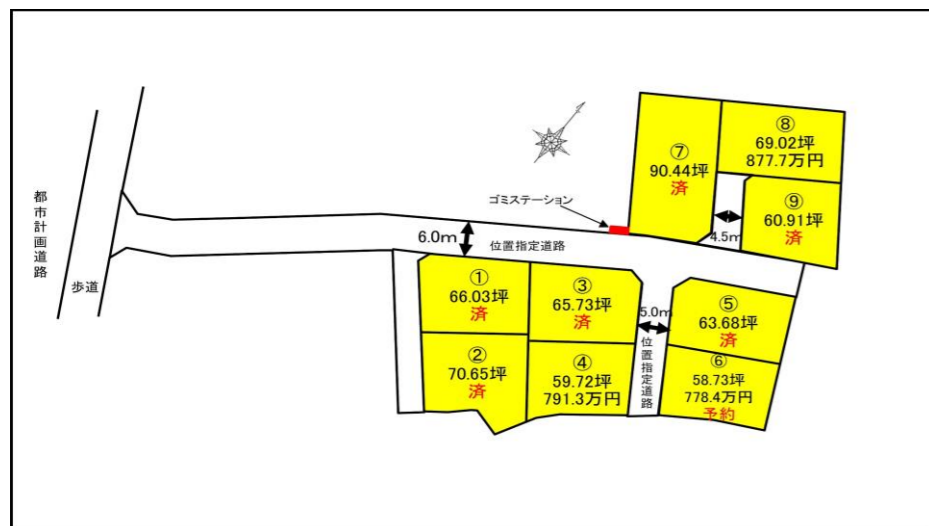 都市計画道路
歩道
6.0m
位置指定道路
ゴミステーション
⑦
90.44坪
済
⑧
69.02坪
877.7万円
⑨
60.91坪
済
4.5m
①
66.03坪
済
②
70.65坪
済
③
65.73坪
済
④
59.72坪
791.3万円
5.0m
位置指定道路
⑤
63.68坪
済
⑥
58.73坪
778.4万円
予約